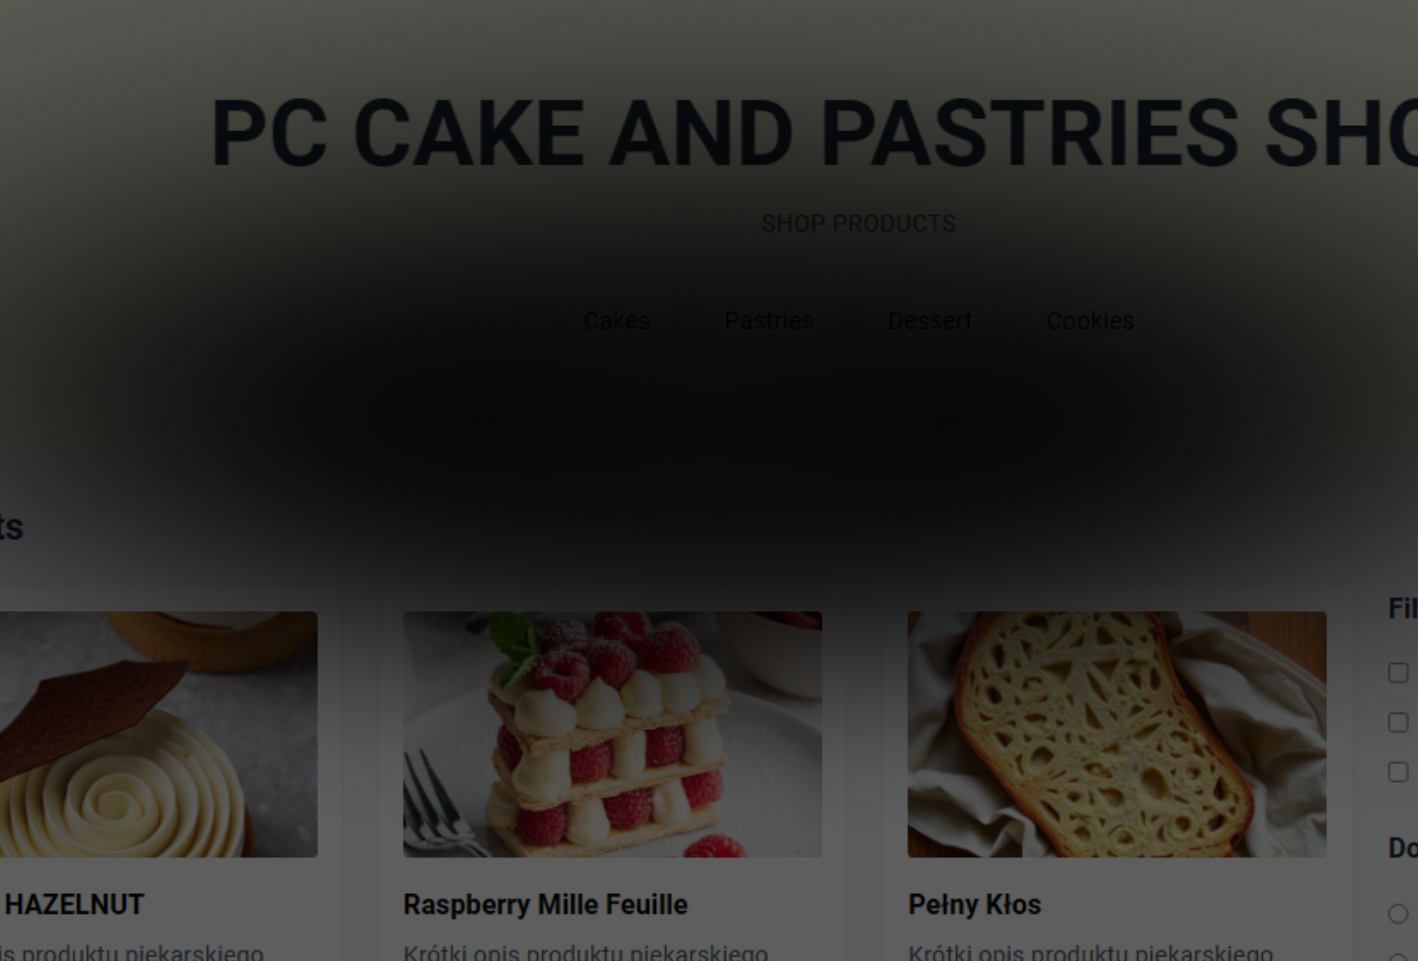 PC CAKE AND PASTRIES SHO
SHOP PRODUCTS
Cakes Pastries Dessert Cookies
ts
Fil
HAZELNUT
Raspberry Mille Feuille
Pełny Kłos
Do
is produktu piekarskiego.
Krótki opis produktu piekarskiego.
Krótki opis produktu piekarskiego.